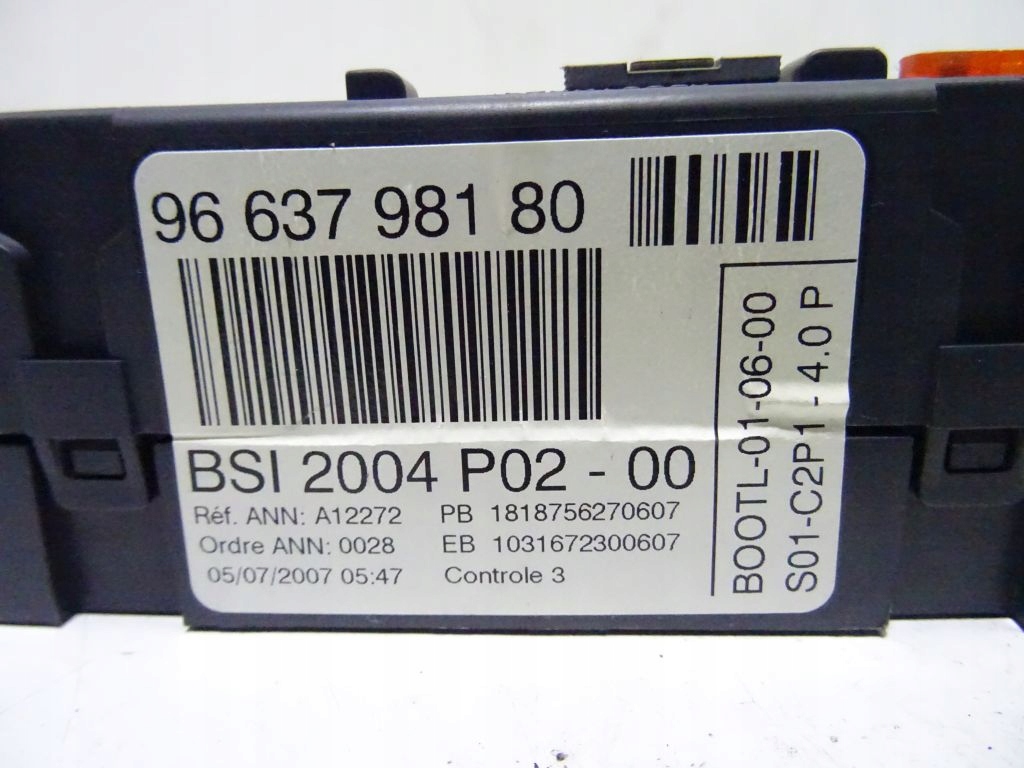 96 637 981 80
BSI 2004 P02 - 00
Réf. ANN: A12272 PB 1818756270607
Ordre ANN: 0028 EB 1031672300607
05/07/2007 05:47 Controle 3
BOOTL-01-06-00
S01-C2P1 - 4.0 P